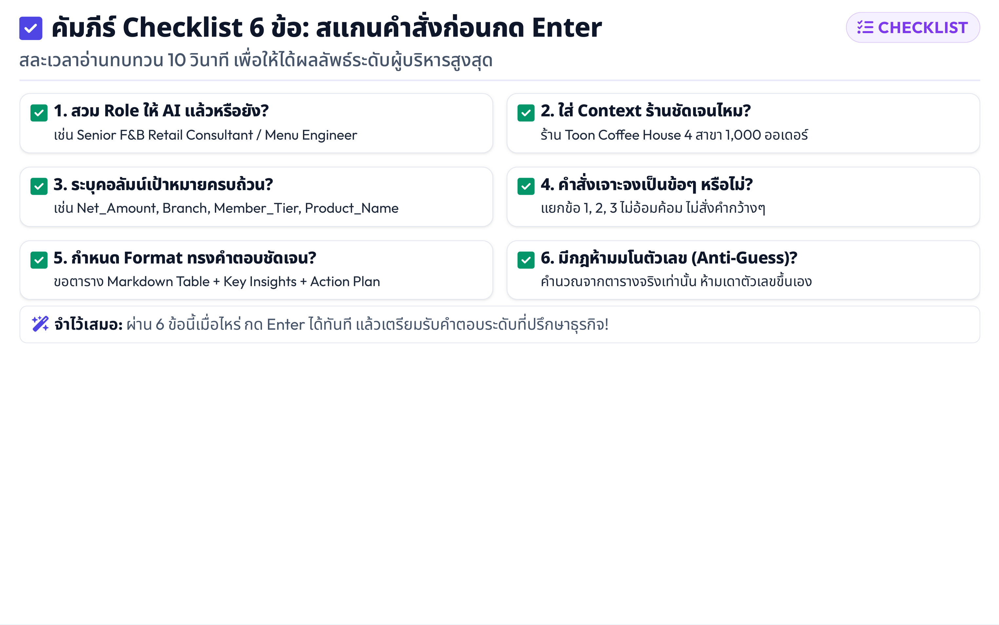 คัมภีร์ Checklist 6 ข้อ: สแกนคำสั่งก่อนกด Enter
CHECKLIST
สละเวลาอ่านทบทวน 10 วินาที เพื่อให้ได้ผลลัพธ์ระดับผู้บริหารสูงสุด
1. สวม Role ให้ AI แล้วหรือยัง?
เช่น Senior F&B Retail Consultant / Menu Engineer
2. ใส่ Context ร้านชัดเจนไหม?
ร้าน Toon Coffee House 4 สาขา 1,000 ออเดอร์
3. ระบุคอลัมน์เป้าหมายครบถ้วน?
เช่น Net_Amount, Branch, Member_Tier, Product_Name
4. คำสั่งเจาะจงเป็นข้อๆ หรือไม่?
แยกข้อ 1, 2, 3 ไม่อ้อมค้อม ไม่สั่งคำกว้างๆ
5. กำหนด Format ทรงคำตอบชัดเจน?
ขอตาราง Markdown Table + Key Insights + Action Plan
6. มีกฎห้ามมโนตัวเลข (Anti-Guess)?
คำนวณจากตารางจริงเท่านั้น ห้ามเดาตัวเลขขึ้นเอง
จำไว้เสมอ: ผ่าน 6 ข้อนี้เมื่อไหร่ กด Enter ได้ทันที แล้วเตรียมรับคำตอบระดับที่ปรึกษาธุรกิจ!